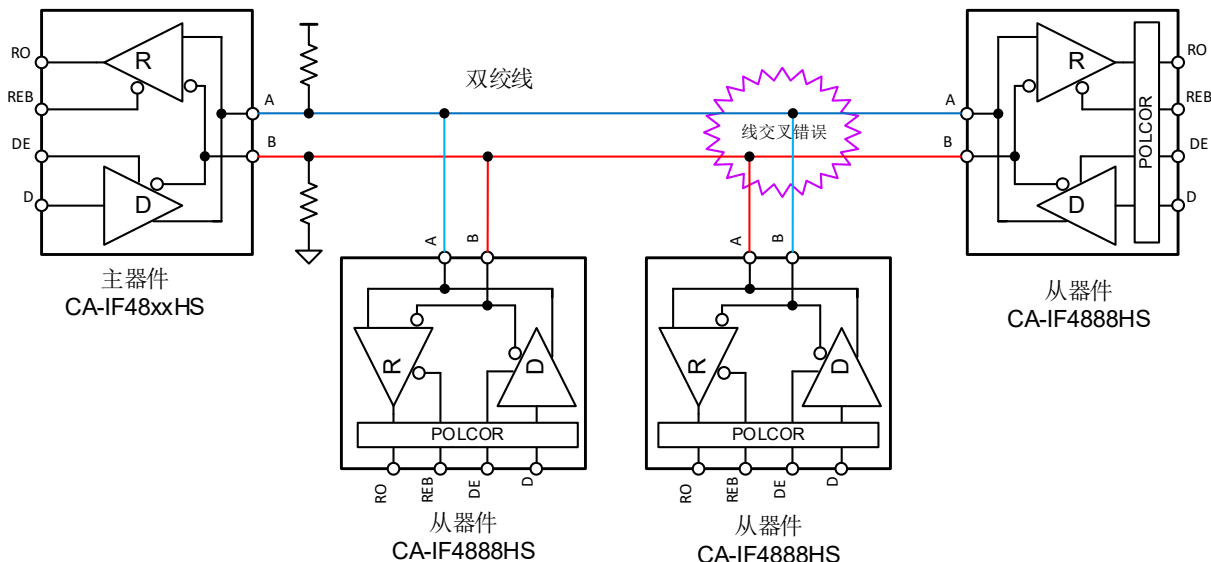 RO
REB
DE
D
R
D
A
B
主器件
CA-IF48xxHS
双绞线
线交叉错误
A
B
R
D
POLCOR
RO
REB
DE
D
从器件
CA-IF4888HS
A
B
R
D
POLCOR
RO
REB
DE
D
从器件
CA-IF4888HS
A
B
R
D
POLCOR
RO
REB
DE
D
从器件
CA-IF4888HS